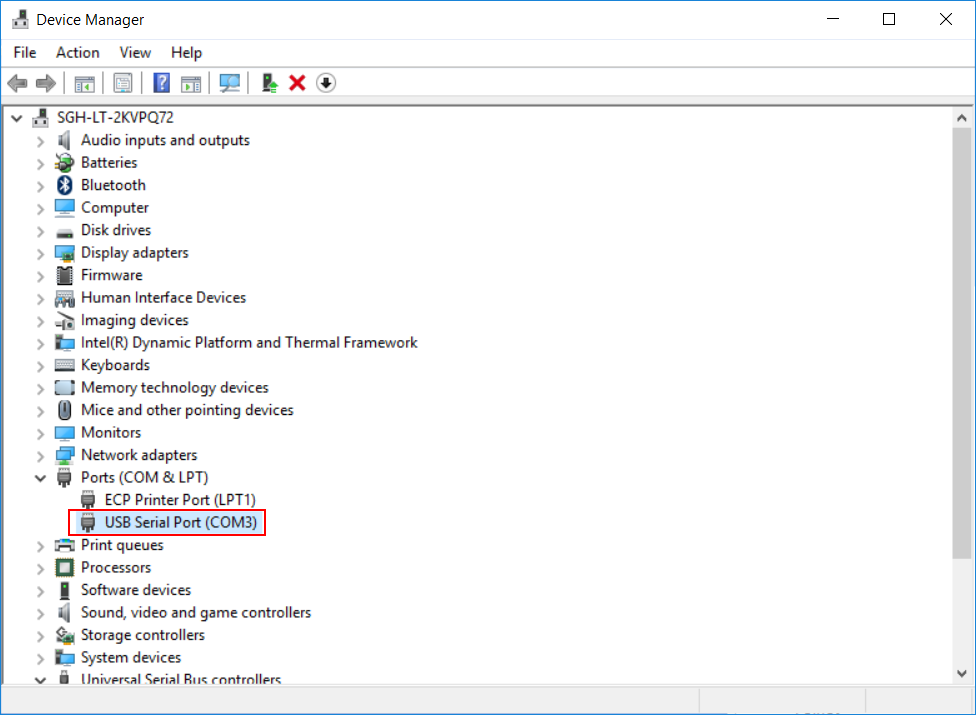 Device Manager
File Action View Help
SGH-LT-2KVPQ72
Audio inputs and outputs
Batteries
Bluetooth
Computer
Disk drives
Display adapters
Firmware
Human Interface Devices
Imaging devices
Intel(R) Dynamic Platform and Thermal Framework
Keyboards
Memory technology devices
Mice and other pointing devices
Monitors
Network adapters
Ports (COM & LPT)
ECP Printer Port (LPT1)
USB Serial Port (COM3)
Print queues
Processors
Software devices
Sound, video and game controllers
Storage controllers
System devices
Universal Serial Bus controllers